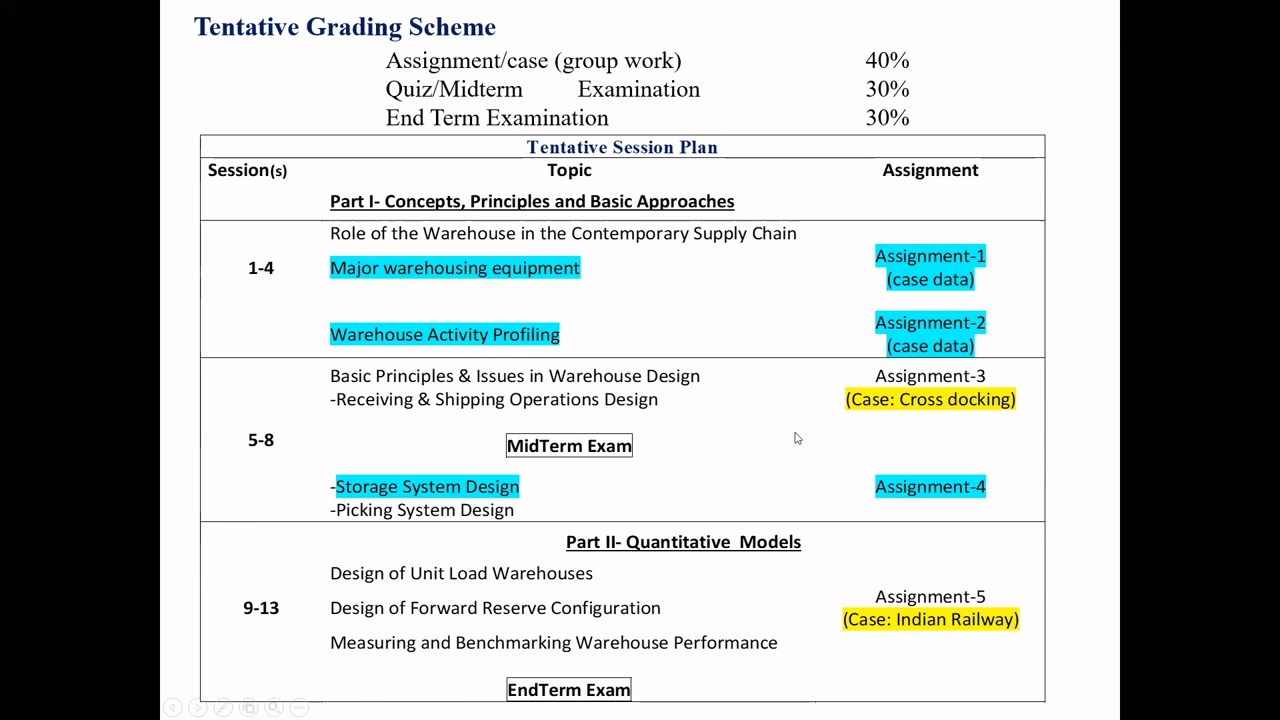 Tentative Grading Scheme
Assignment/case (group work) 40%
Quiz/Midterm Examination 30%
End Term Examination 30%
Tentative Session Plan
Session(s) Topic Assignment
Part I- Concepts, Principles and Basic Approaches
Role of the Warehouse in the Contemporary Supply Chain
1-4 Major warehousing equipment Assignment-1
(case data)
Warehouse Activity Profiling Assignment-2
(case data)
Basic Principles & Issues in Warehouse Design Assignment-3
-Receiving & Shipping Operations Design (Case: Cross docking)
5-8 MidTerm Exam
-Storage System Design Assignment-4
-Picking System Design
Part II- Quantitative Models
Design of Unit Load Warehouses
9-13 Design of Forward Reserve Configuration Assignment-5
(Case: Indian Railway)
Measuring and Benchmarking Warehouse Performance
EndTerm Exam